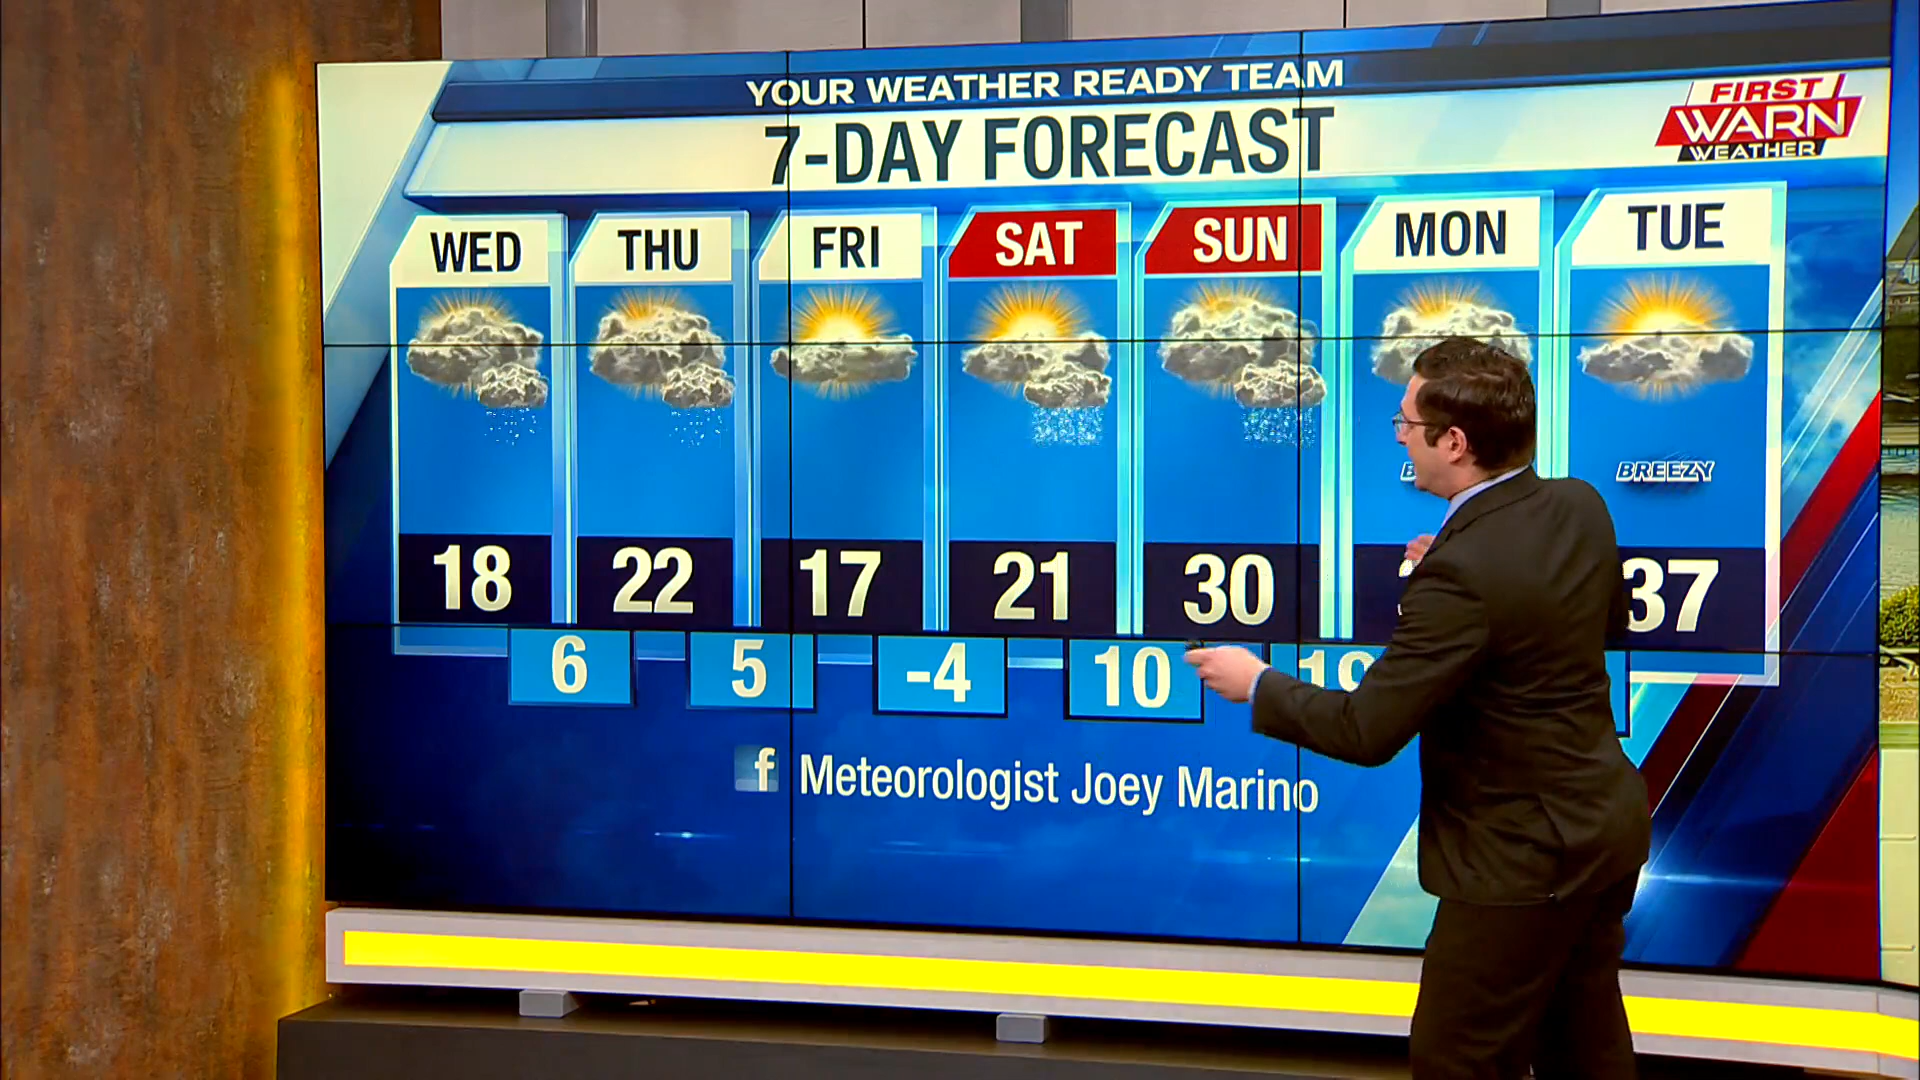 YOUR WEATHER READY TEAM
7-DAY FORECAST
FIRST
WARN
WEATHER
WED THU FRI SAT SUN MON TUE
BREEZY
18 22 17 21 30 37
6 5 -4 10 19
f Meteorologist Joey Marino